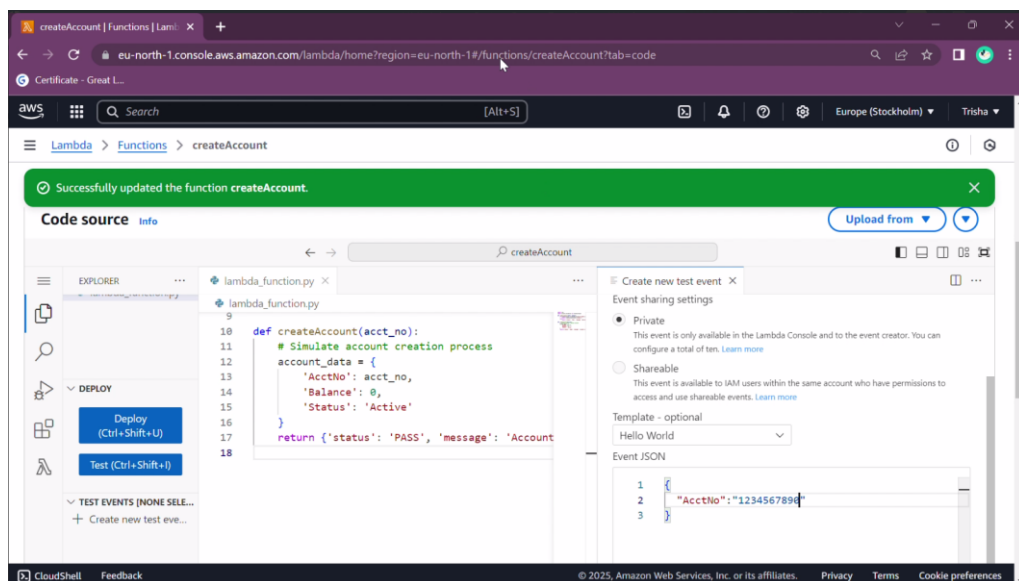 createAccount | Functions | Lamb
eu-north-1.console.aws.amazon.com/lambda/home?region=eu-north-1#/functions/createAccount?tab=code
Certificate - Great L...
aws
Search
[Alt+S]
Europe (Stockholm)
Trisha
Lambda > Functions > createAccount
Successfully updated the function createAccount.
Code source Info
Upload from
createAccount
EXPLORER
lambda_function.py
Create new test event
lambda_function.py
9
10 def createAccount(acct_no):
11 # Simulate account creation process
12 account_data = {
13 'AcctNo': acct_no,
14 'Balance': 0,
15 'Status': 'Active'
16 }
17 return {'status': 'PASS', 'message': 'Account
18
DEPLOY
Deploy
(Ctrl+Shift+U)
Test (Ctrl+Shift+I)
TEST EVENTS [NONE SELE...
+ Create new test eve...
Event sharing settings
Private
This event is only available in the Lambda Console and to the event creator. You can
configure a total of ten. Learn more
Shareable
This event is available to IAM users within the same account who have permissions to
access and use shareable events. Learn more
Template - optional
Hello World
Event JSON
1 {
2 "AcctNo":"1234567890"
3 }
CloudShell Feedback
© 2025, Amazon Web Services, Inc. or its affiliates. Privacy Terms Cookie preferences